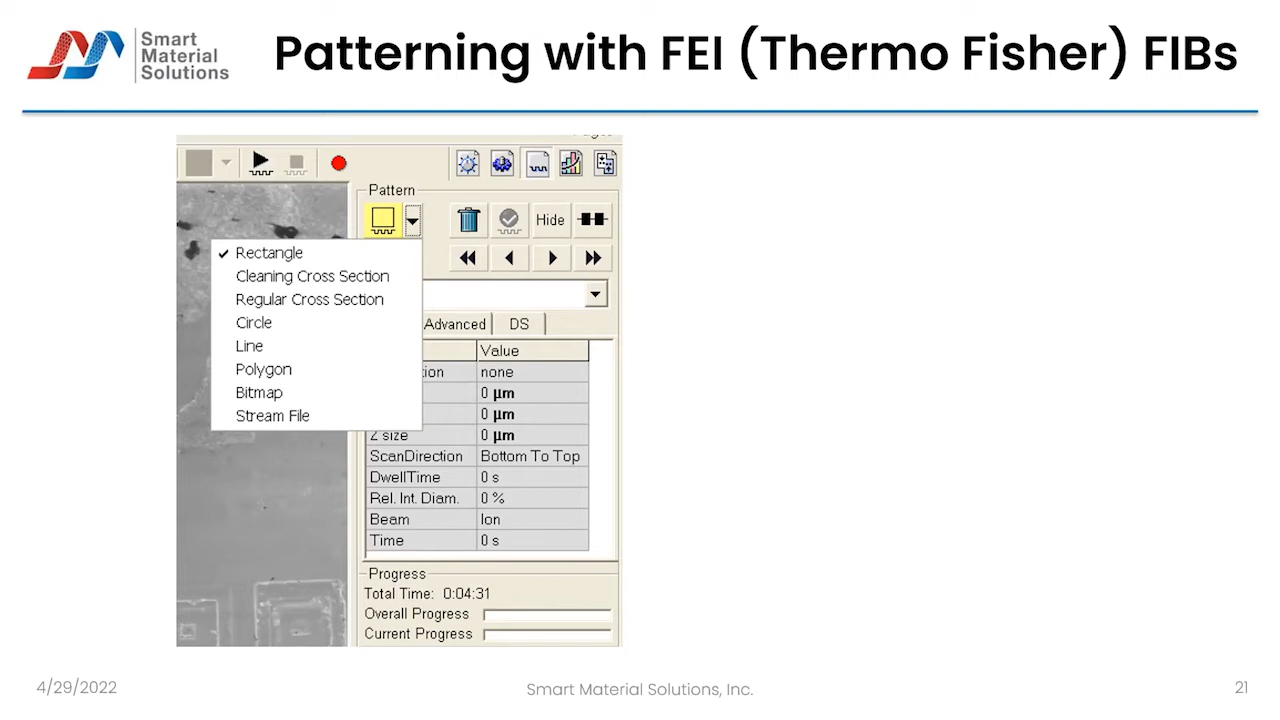 Smart
Material
Solutions
Patterning with FEI (Thermo Fisher) FIBs
Pattern
Hide
Rectangle
Cleaning Cross Section
Regular Cross Section
Circle
Line
Polygon
Bitmap
Stream File
Advanced DS
Value
none
0 µm
0 µm
Z size 0 µm
ScanDirection Bottom To Top
DwellTime 0 s
Rel. Int. Diam. 0 %
Beam Ion
Time 0 s
Progress
Total Time: 0:04:31
Overall Progress
Current Progress
4/29/2022
Smart Material Solutions, Inc.
21